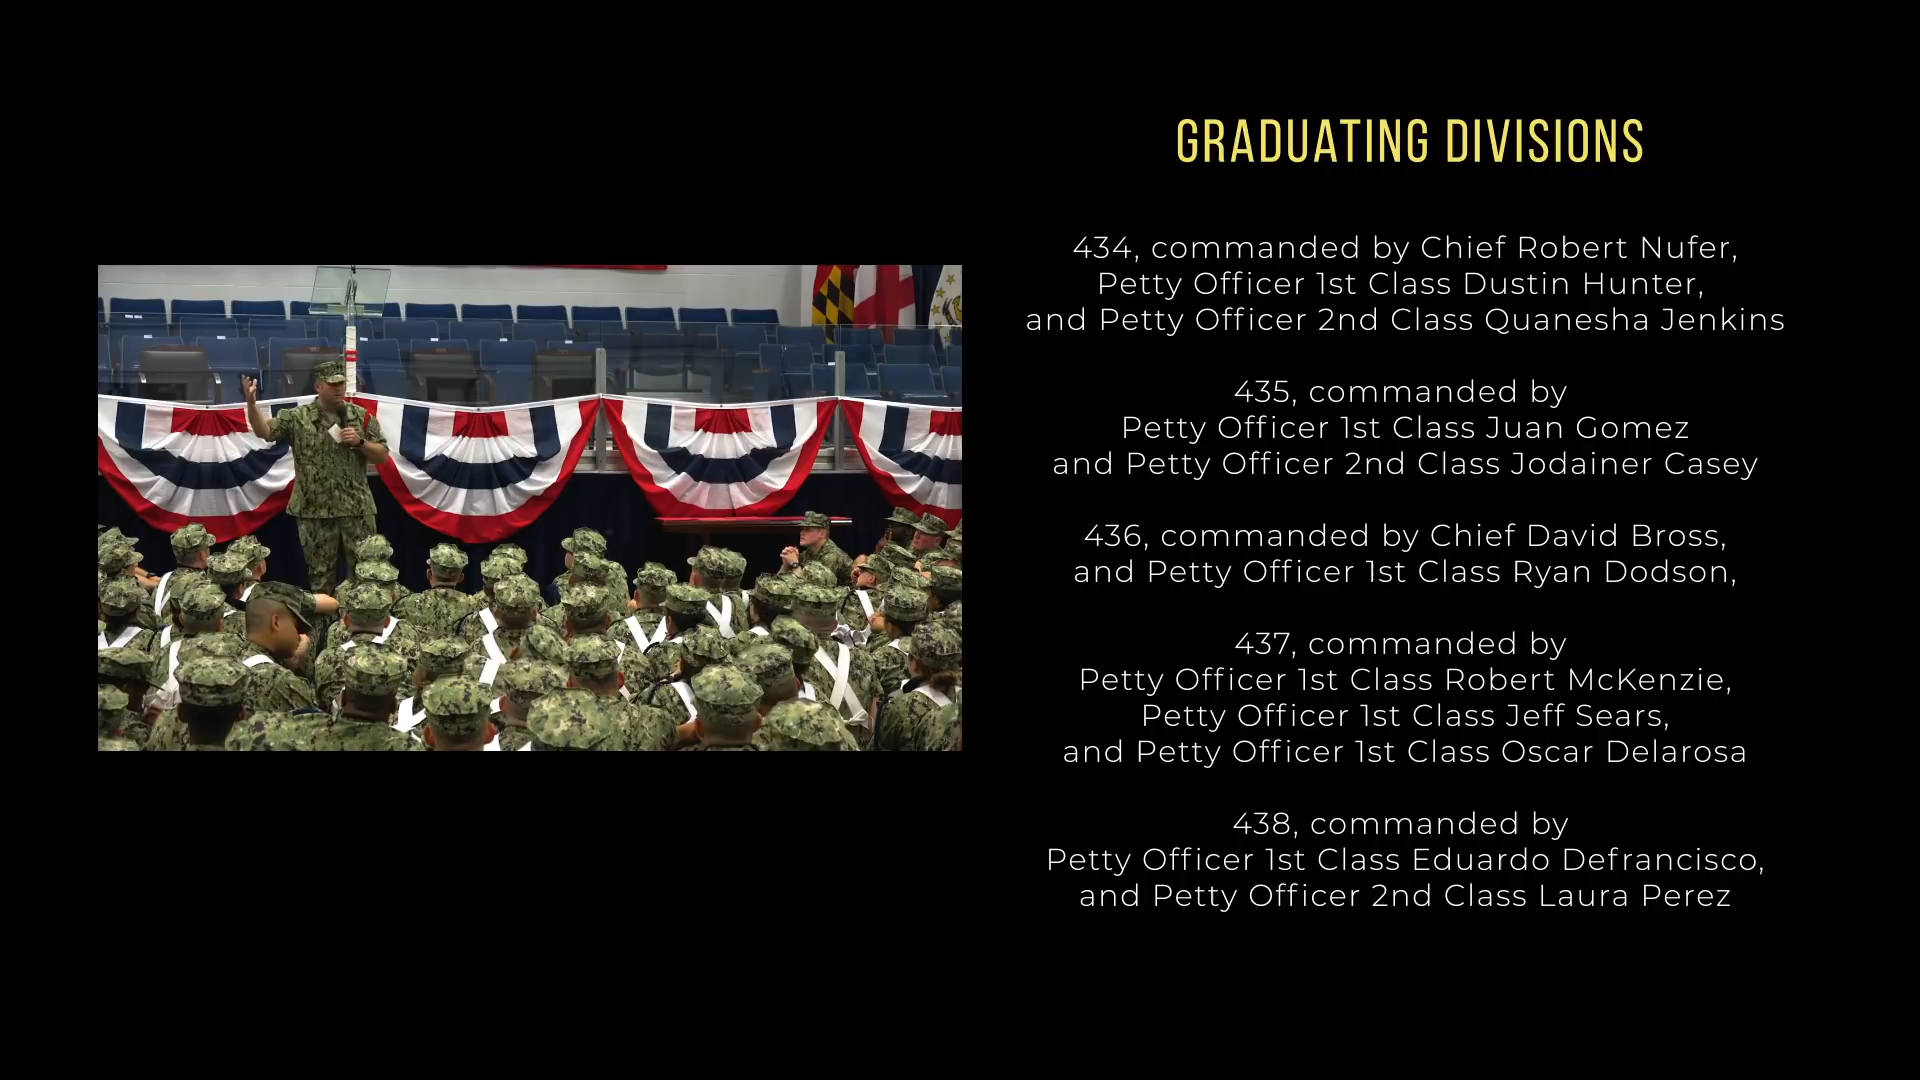 GRADUATING DIVISIONS
434, commanded by Chief Robert Nufer,
Petty Officer 1st Class Dustin Hunter,
and Petty Officer 2nd Class Quanesha Jenkins
435, commanded by
Petty Officer 1st Class Juan Gomez
and Petty Officer 2nd Class Jodainer Casey
436, commanded by Chief David Bross,
and Petty Officer 1st Class Ryan Dodson,
437, commanded by
Petty Officer 1st Class Robert McKenzie,
Petty Officer 1st Class Jeff Sears,
and Petty Officer 1st Class Oscar Delarosa
438, commanded by
Petty Officer 1st Class Eduardo Defrancisco,
and Petty Officer 2nd Class Laura Perez